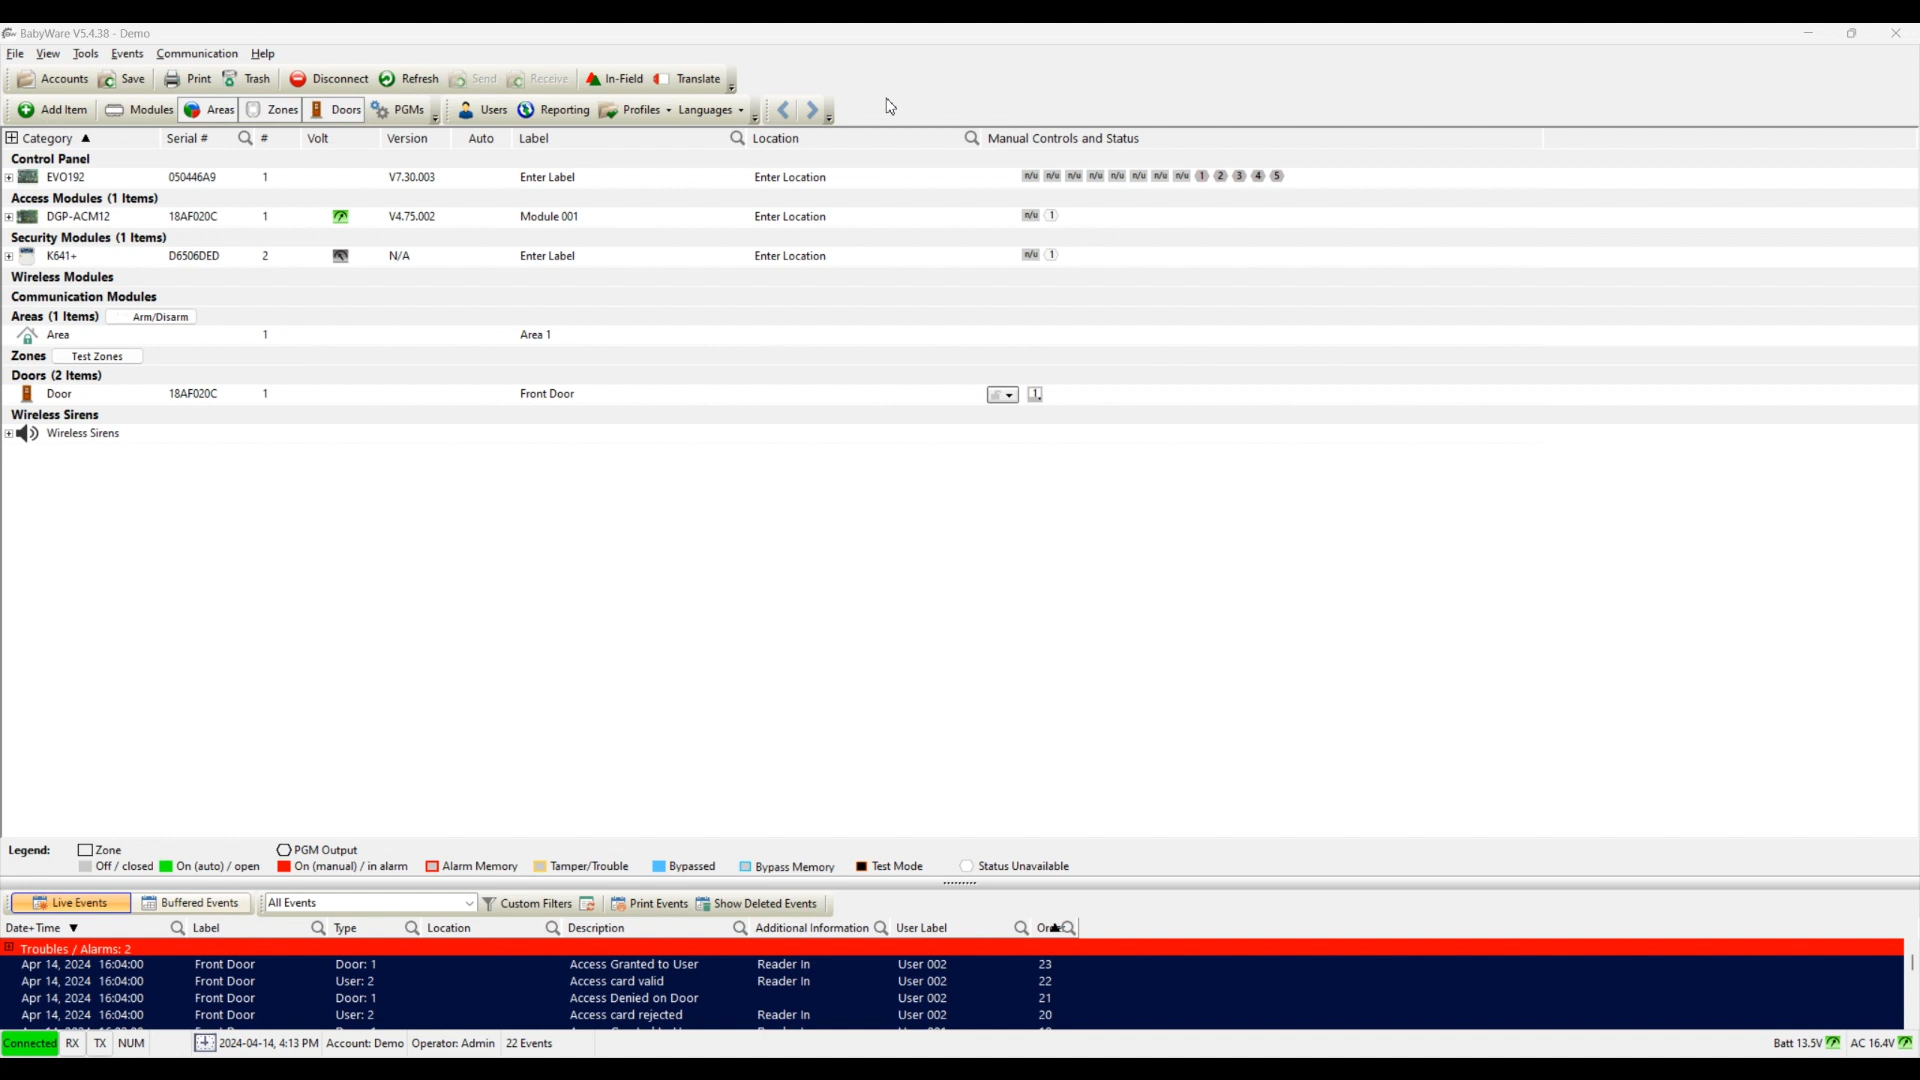 BabyWare V5.4.38 - Demo
File View Tools Events Communication Help
Accounts Save Print Trash Disconnect Refresh Send Receive In-Field Translate
Add Item Modules Areas Zones Doors PGMs Users Reporting Profiles Languages
Category Serial # # Volt Version Auto Label Location Manual Controls and Status
Control Panel
EVO192 050446A9 1 V7.30.003 Enter Label Enter Location n/u n/u n/u n/u n/u n/u n/u n/u 1 2 3 4 5
Access Modules (1 Items)
DGP-ACM12 18AF020C 1 V4.75.002 Module 001 Enter Location n/u 1
Security Modules (1 Items)
K641+ D6506DED 2 N/A Enter Label Enter Location n/u 1
Wireless Modules
Communication Modules
Areas (1 Items) Arm/Disarm
Area 1 Area 1
Zones Test Zones
Doors (2 Items)
Door 18AF020C 1 Front Door 1
Wireless Sirens
Wireless Sirens
Legend: Zone PGM Output
Off / closed On (auto) / open On (manual) / in alarm Alarm Memory Tamper/Trouble Bypassed Bypass Memory Test Mode Status Unavailable
Live Events Buffered Events All Events Custom Filters Print Events Show Deleted Events
Date+Time Label Type Location Description Additional Information User Label
Troubles / Alarms: 2
Apr 14, 2024 16:04:00 Front Door Door: 1 Access Granted to User Reader In User 002 23
Apr 14, 2024 16:04:00 Front Door User: 2 Access card valid Reader In User 002 22
Apr 14, 2024 16:04:00 Front Door Door: 1 Access Denied on Door User 002 21
Apr 14, 2024 16:04:00 Front Door User: 2 Access card rejected Reader In User 002 20
Connected RX TX NUM 2024-04-14, 4:13 PM Account: Demo Operator: Admin 22 Events Batt 13.5V AC 16.4V